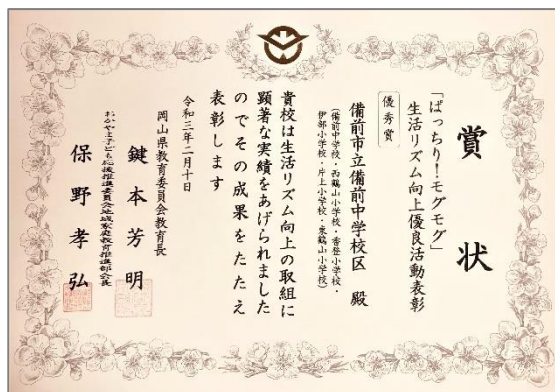 賞状
「ぱっちり!モグモグ」
生活リズム向上優良活動表彰
優秀賞
備前市立備前中学校区 殿
(備前中学校・西鶴山小学校・香登小学校・
伊部小学校・片上小学校・東鶴山小学校)
貴校は生活リズム向上の取組に
顕著な実績をあげられました
のでその成果をたたえ
表彰します
令和三年二月十日
岡山県教育委員会教育長
鍵本芳明
おかやま子ども応援推進委員会地域家庭教育推進部会長
保野孝弘